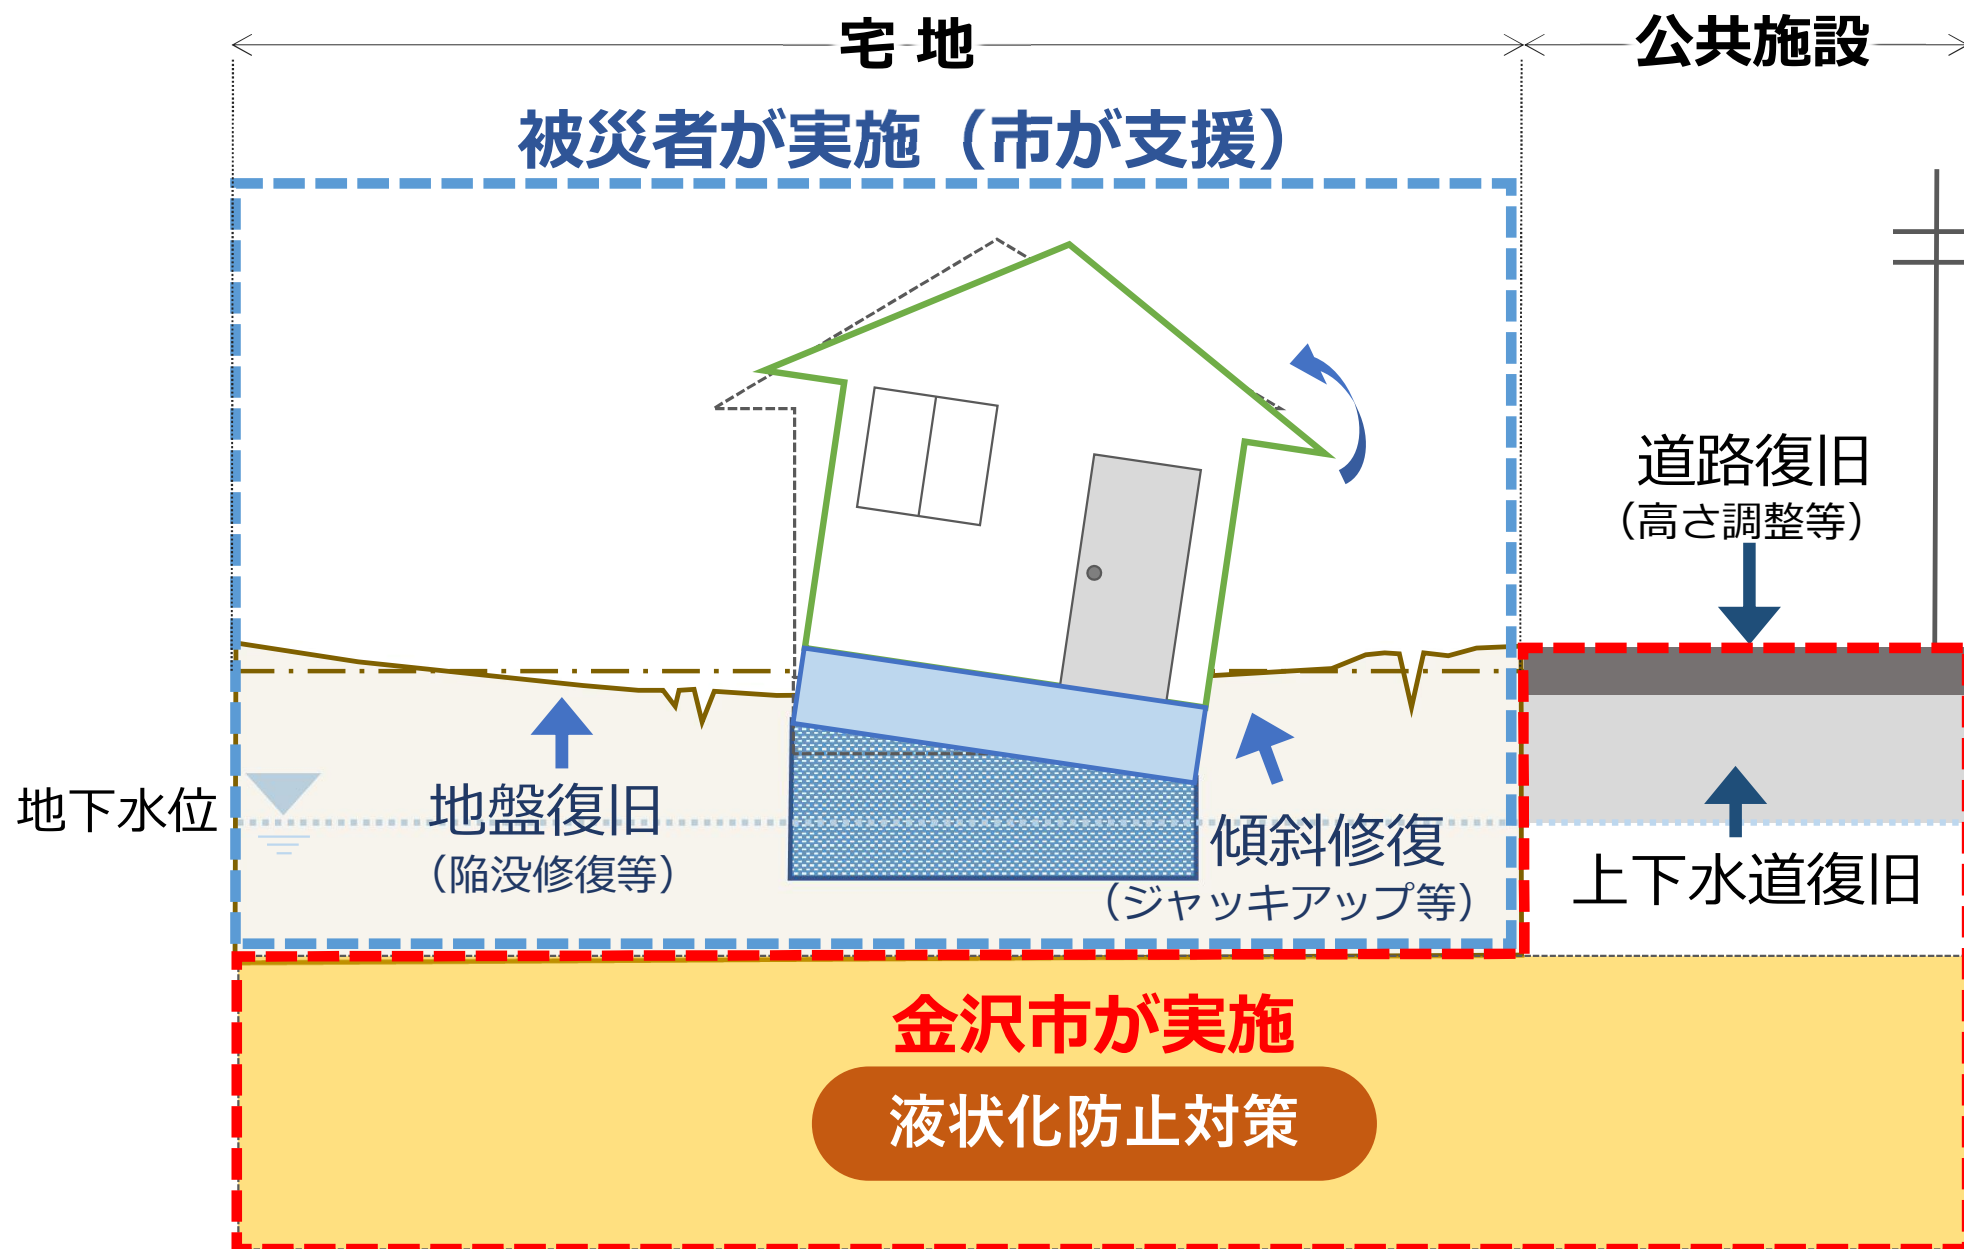 宅 地
公共施設
被災者が実施（市が支援）
道路復旧
（高さ調整等）
地下水位
地盤復旧
（陥没修復等）
傾斜修復
（ジャッキアップ等）
上下水道復旧
金沢市が実施
液状化防止対策